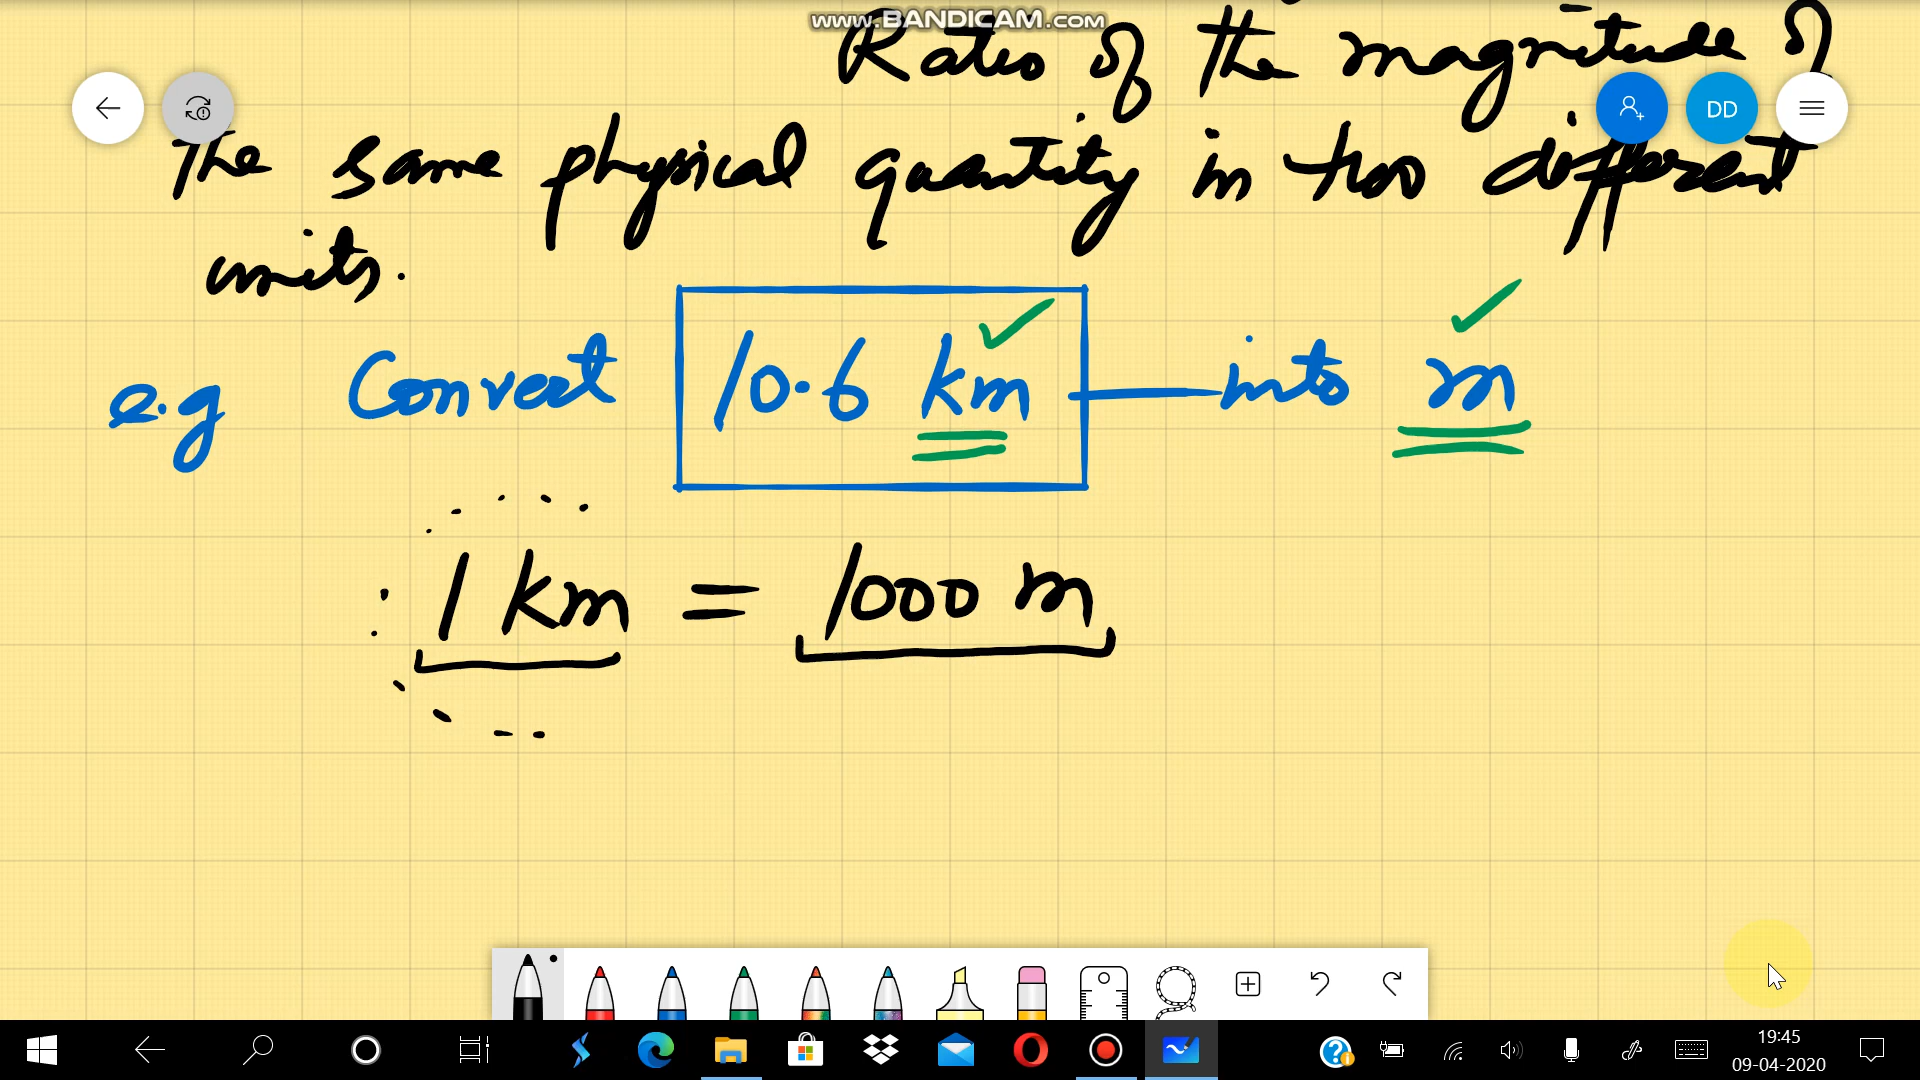 www.BANDICAM.com
Ratio of the magnitude of
the same physical quantity in two different
units.
e.g Convert 10.6 km into m
1 km = 1000 m
DD
19:45
09-04-2020